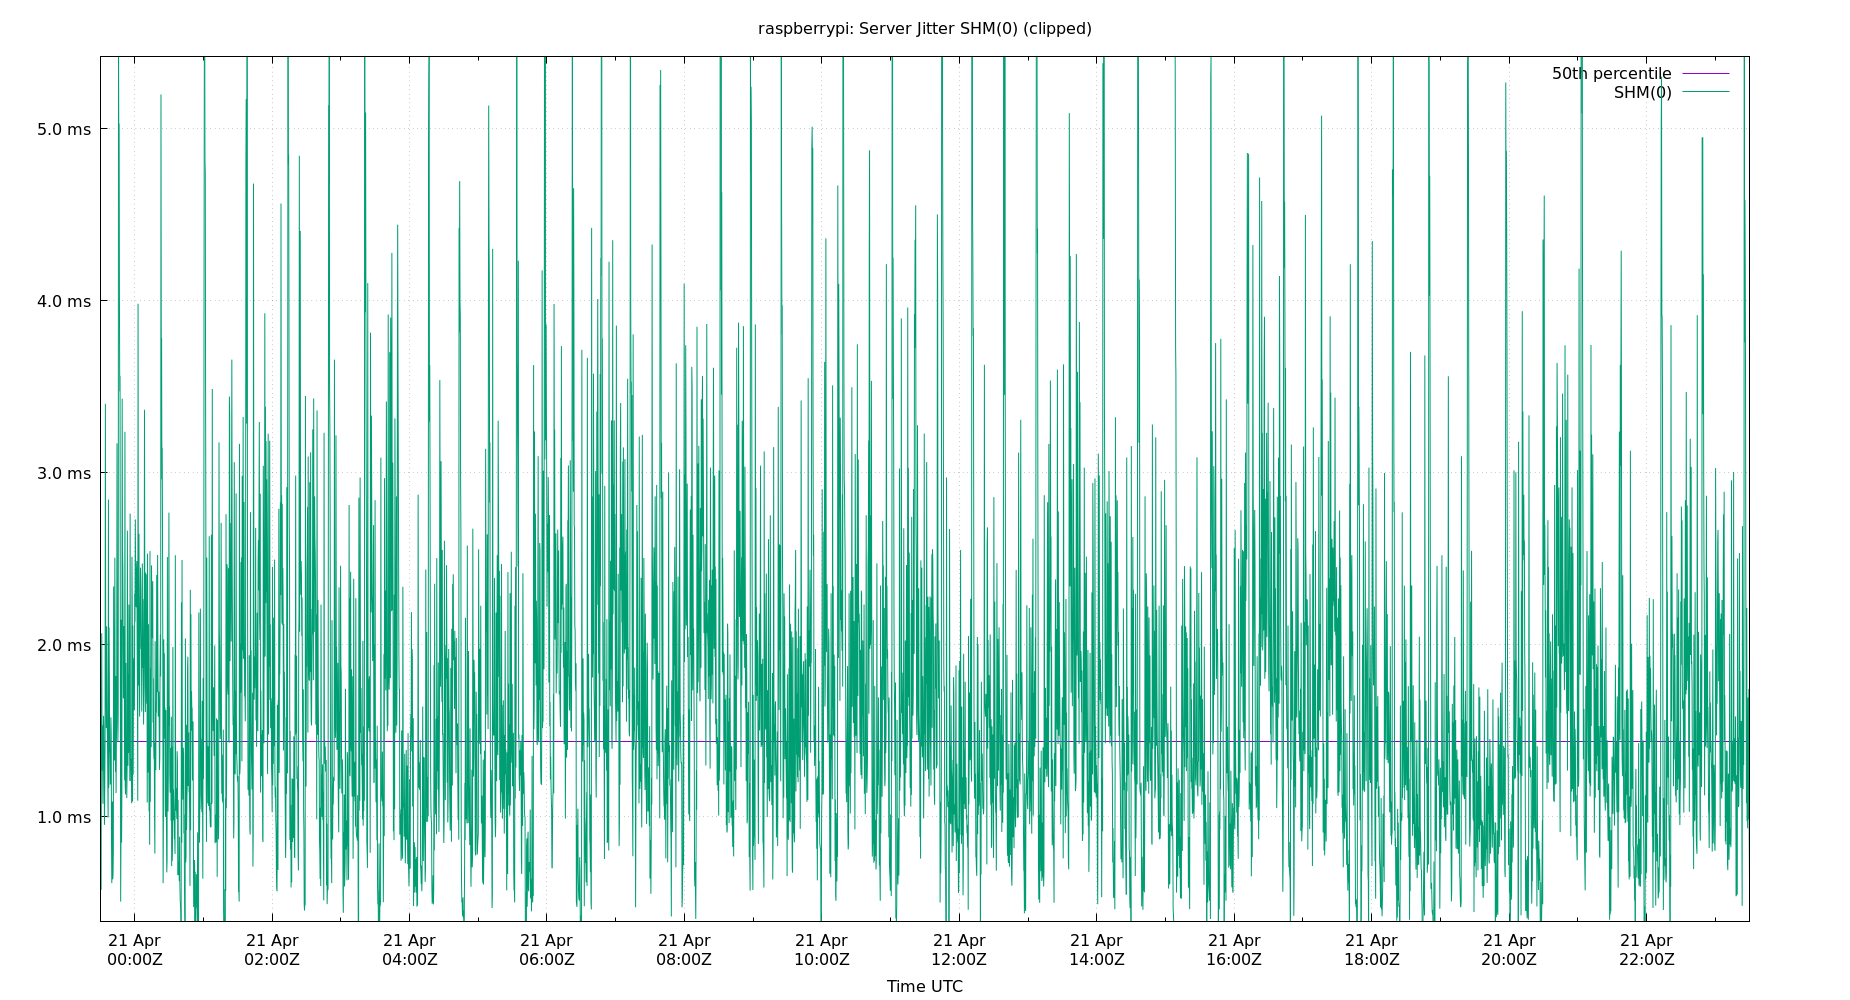 raspberrypi: Server Jitter SHM(0) (clipped)
50th percentile
SHM(0)
5.0 ms
4.0 ms
3.0 ms
2.0 ms
1.0 ms
21 Apr 21 Apr 21 Apr 21 Apr 21 Apr 21 Apr 21 Apr 21 Apr 21 Apr 21 Apr 21 Apr 21 Apr
00:00Z 02:00Z 04:00Z 06:00Z 08:00Z 10:00Z 12:00Z 14:00Z 16:00Z 18:00Z 20:00Z 22:00Z
Time UTC